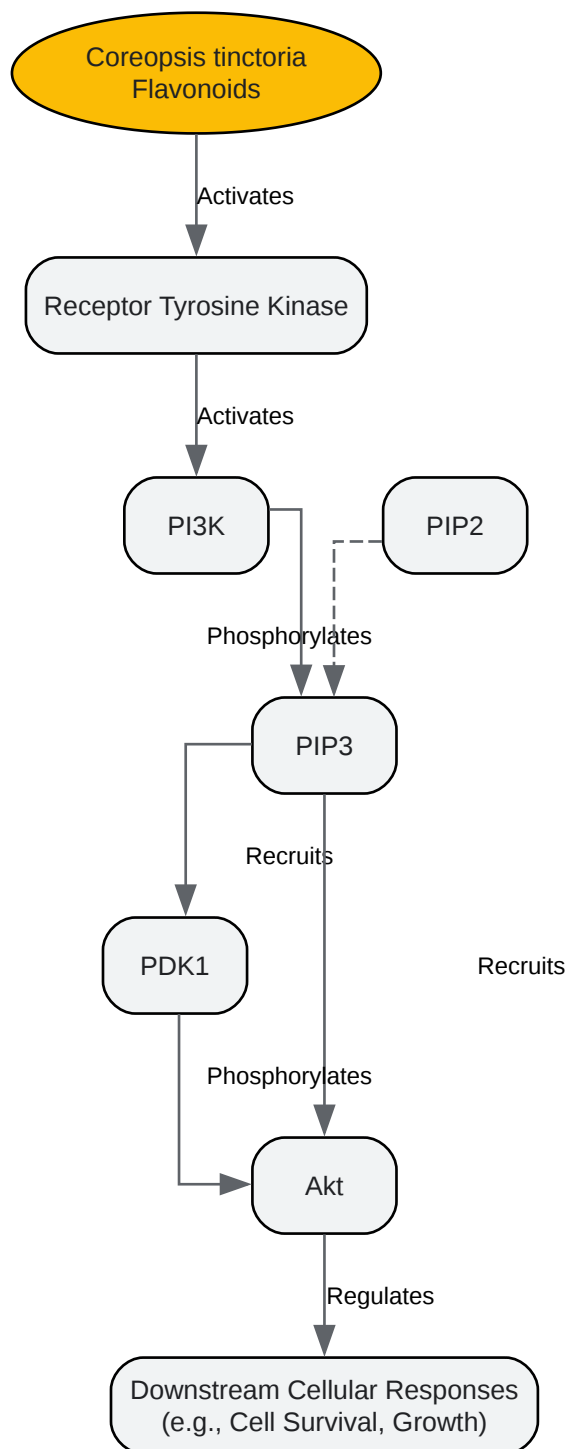 Coreopsis tinctoria
Flavonoids
Activates
Receptor Tyrosine Kinase
Activates
PI3K
PIP2
Phosphorylates
PIP3
Recruits
PDK1
Recruits
Phosphorylates
Akt
Regulates
Downstream Cellular Responses
(e.g., Cell Survival, Growth)